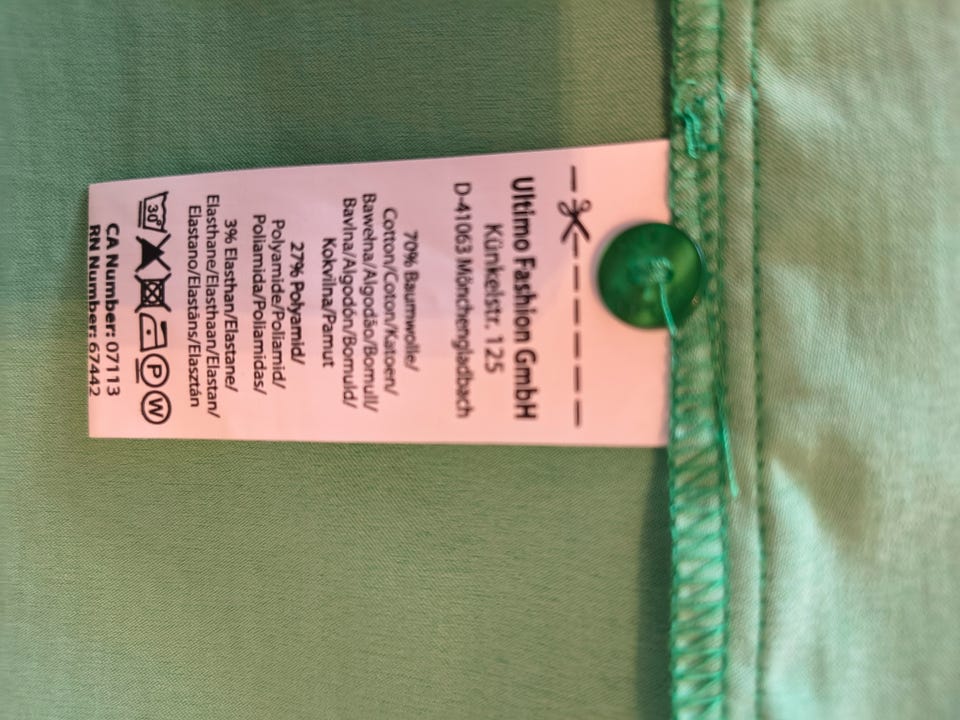 Ultimo Fashion GmbH
Künkelstr. 125
D-41063 Mönchengladbach
70% Baumwolle/
Cotton/Coton/Katoen/
Bawełna/Algodão/Bomull/
Bavlna/Algodón/Bomuld/
Kokvilna/Pamut
27% Polyamid/
Polyamide/Poliamid/
Poliamida/Poliamidas/
3% Elasthan/Elastane/
Elasthane/Elasthaan/Elastan/
Elastano/Elastāns/Elasztán
30° P W
CA Number:07113
RN Number:67442